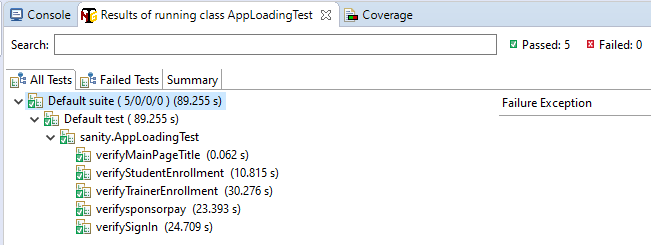 Console Results of running class AppLoadingTest Coverage
Search: Passed: 5 Failed: 0
All Tests Failed Tests Summary
Default suite ( 5/0/0/0 ) (89.255 s) Failure Exception
Default test ( 89.255 s)
sanity.AppLoadingTest
verifyMainPageTitle (0.062 s)
verifyStudentEnrollment (10.815 s)
verifyTrainerEnrollment (30.276 s)
verifysponsorpay (23.393 s)
verifySignIn (24.709 s)